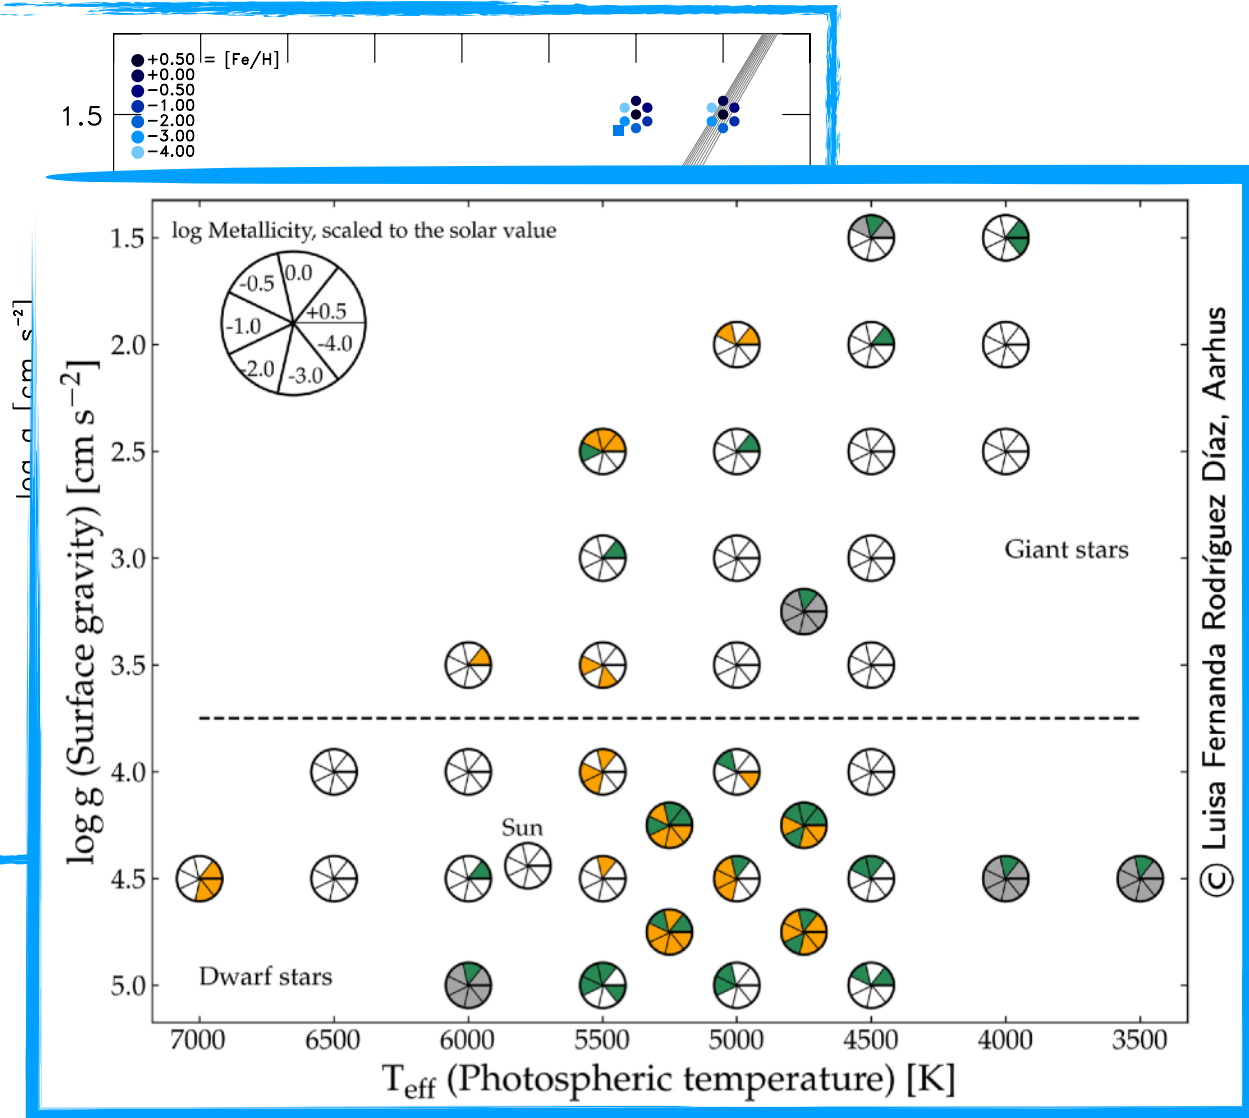 +0.50 = [Fe/H]
+0.00
-0.50
-1.00
-2.00
-3.00
-4.00
1.5
log g [cm s⁻²]
log Metallicity, scaled to the solar value
0.0
-0.5
+0.5
-1.0
-4.0
-2.0
-3.0
1.5
2.0
2.5
3.0
3.5
4.0
4.5
5.0
log g (Surface gravity) [cm s⁻²]
Giant stars
Sun
Dwarf stars
7000 6500 6000 5500 5000 4500 4000 3500
T_eff (Photospheric temperature) [K]
© Luisa Fernanda Rodríguez Díaz, Aarhus